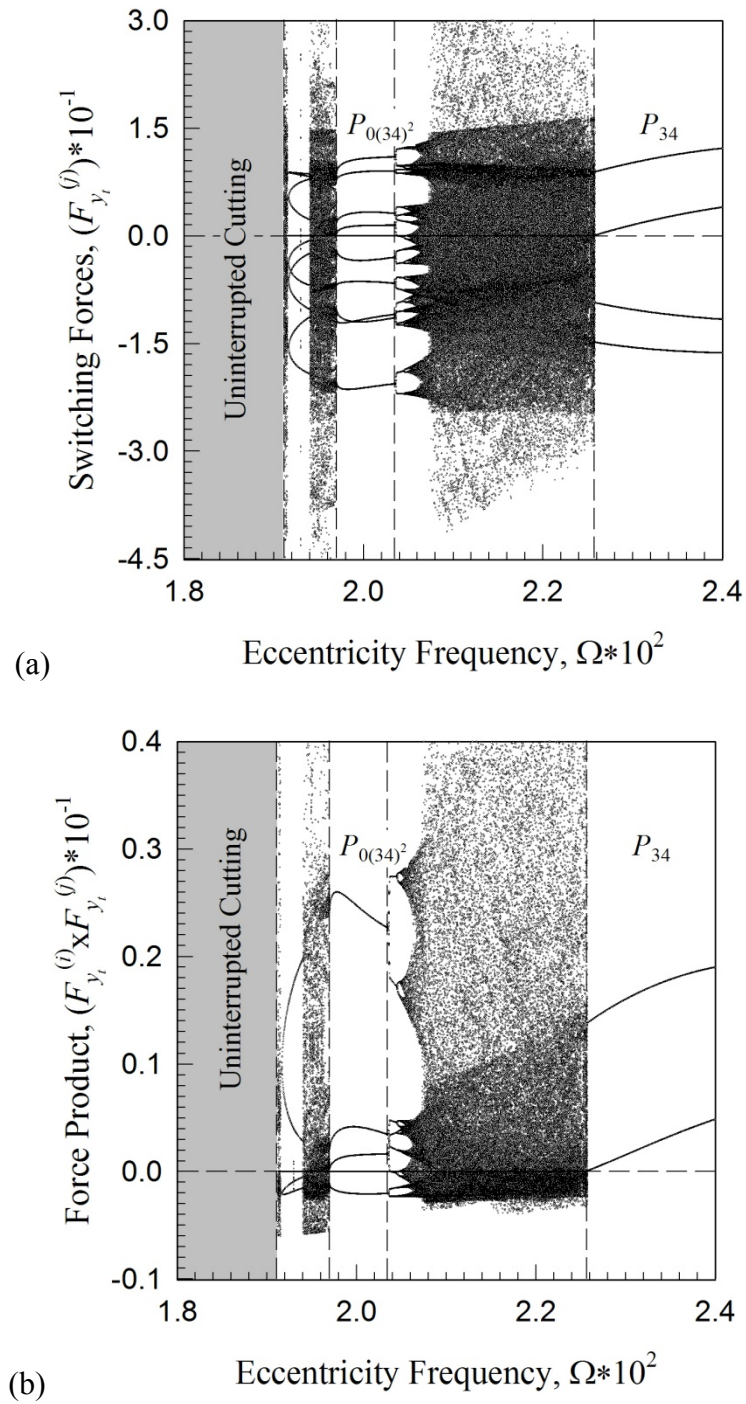 3.0
1.5
0.0
-1.5
-3.0
-4.5
Switching Forces, (F_{y_t}^{(j)})*10^{-1}
Uninterrupted Cutting
P_{0(34)^2}
P_{34}
1.8 2.0 2.2 2.4
Eccentricity Frequency, Ω*10^2
(a)
0.4
0.3
0.2
0.1
0.0
-0.1
Force Product, (F_{y_t}^{(i)}xF_{y_t}^{(j)})*10^{-1}
Uninterrupted Cutting
P_{0(34)^2}
P_{34}
1.8 2.0 2.2 2.4
Eccentricity Frequency, Ω*10^2
(b)